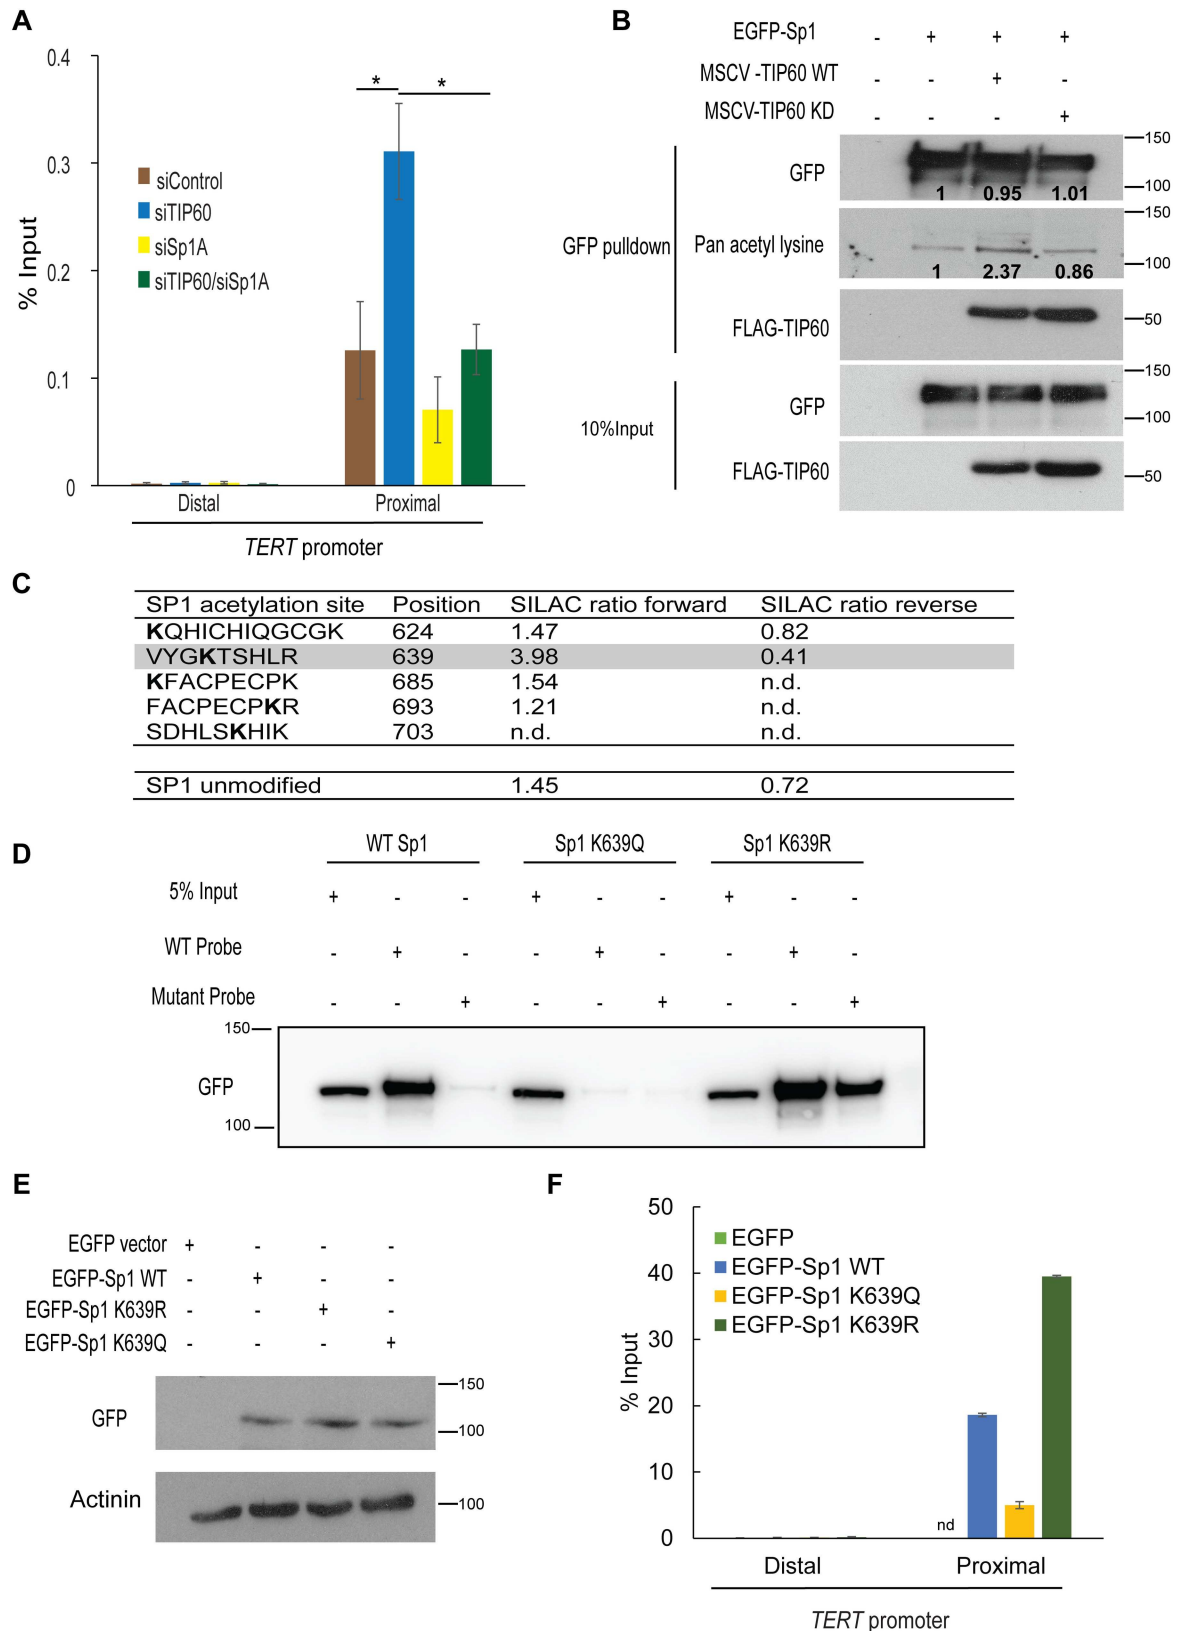 A
0.4
0.3
0.2
0.1
0
% Input
*
*
siControl
siTIP60
siSp1A
siTIP60/siSp1A
Distal
Proximal
TERT promoter
B
EGFP-Sp1 - + + +
MSCV -TIP60 WT - - + -
MSCV-TIP60 KD - - - +
GFP pulldown
GFP
1 0.95 1.01
150
100
Pan acetyl lysine
1 2.37 0.86
150
100
FLAG-TIP60
50
10%Input
GFP
150
100
FLAG-TIP60
50
C
SP1 acetylation site Position SILAC ratio forward SILAC ratio reverse
KQHICHIQGCGK 624 1.47 0.82
VYGKTSHLR 639 3.98 0.41
KFACPECPK 685 1.54 n.d.
FACPECPKR 693 1.21 n.d.
SDHLSKHIK 703 n.d. n.d.
SP1 unmodified 1.45 0.72
D
WT Sp1 Sp1 K639Q Sp1 K639R
5% Input + - - + - - + - -
WT Probe - + - - + - - + -
Mutant Probe - - + - - + - - +
150
GFP
100
E
EGFP vector + - - -
EGFP-Sp1 WT - + - -
EGFP-Sp1 K639R - - + -
EGFP-Sp1 K639Q - - - +
GFP
150
100
Actinin
100
F
50
40
30
20
10
0
% Input
EGFP
EGFP-Sp1 WT
EGFP-Sp1 K639Q
EGFP-Sp1 K639R
nd
Distal
Proximal
TERT promoter